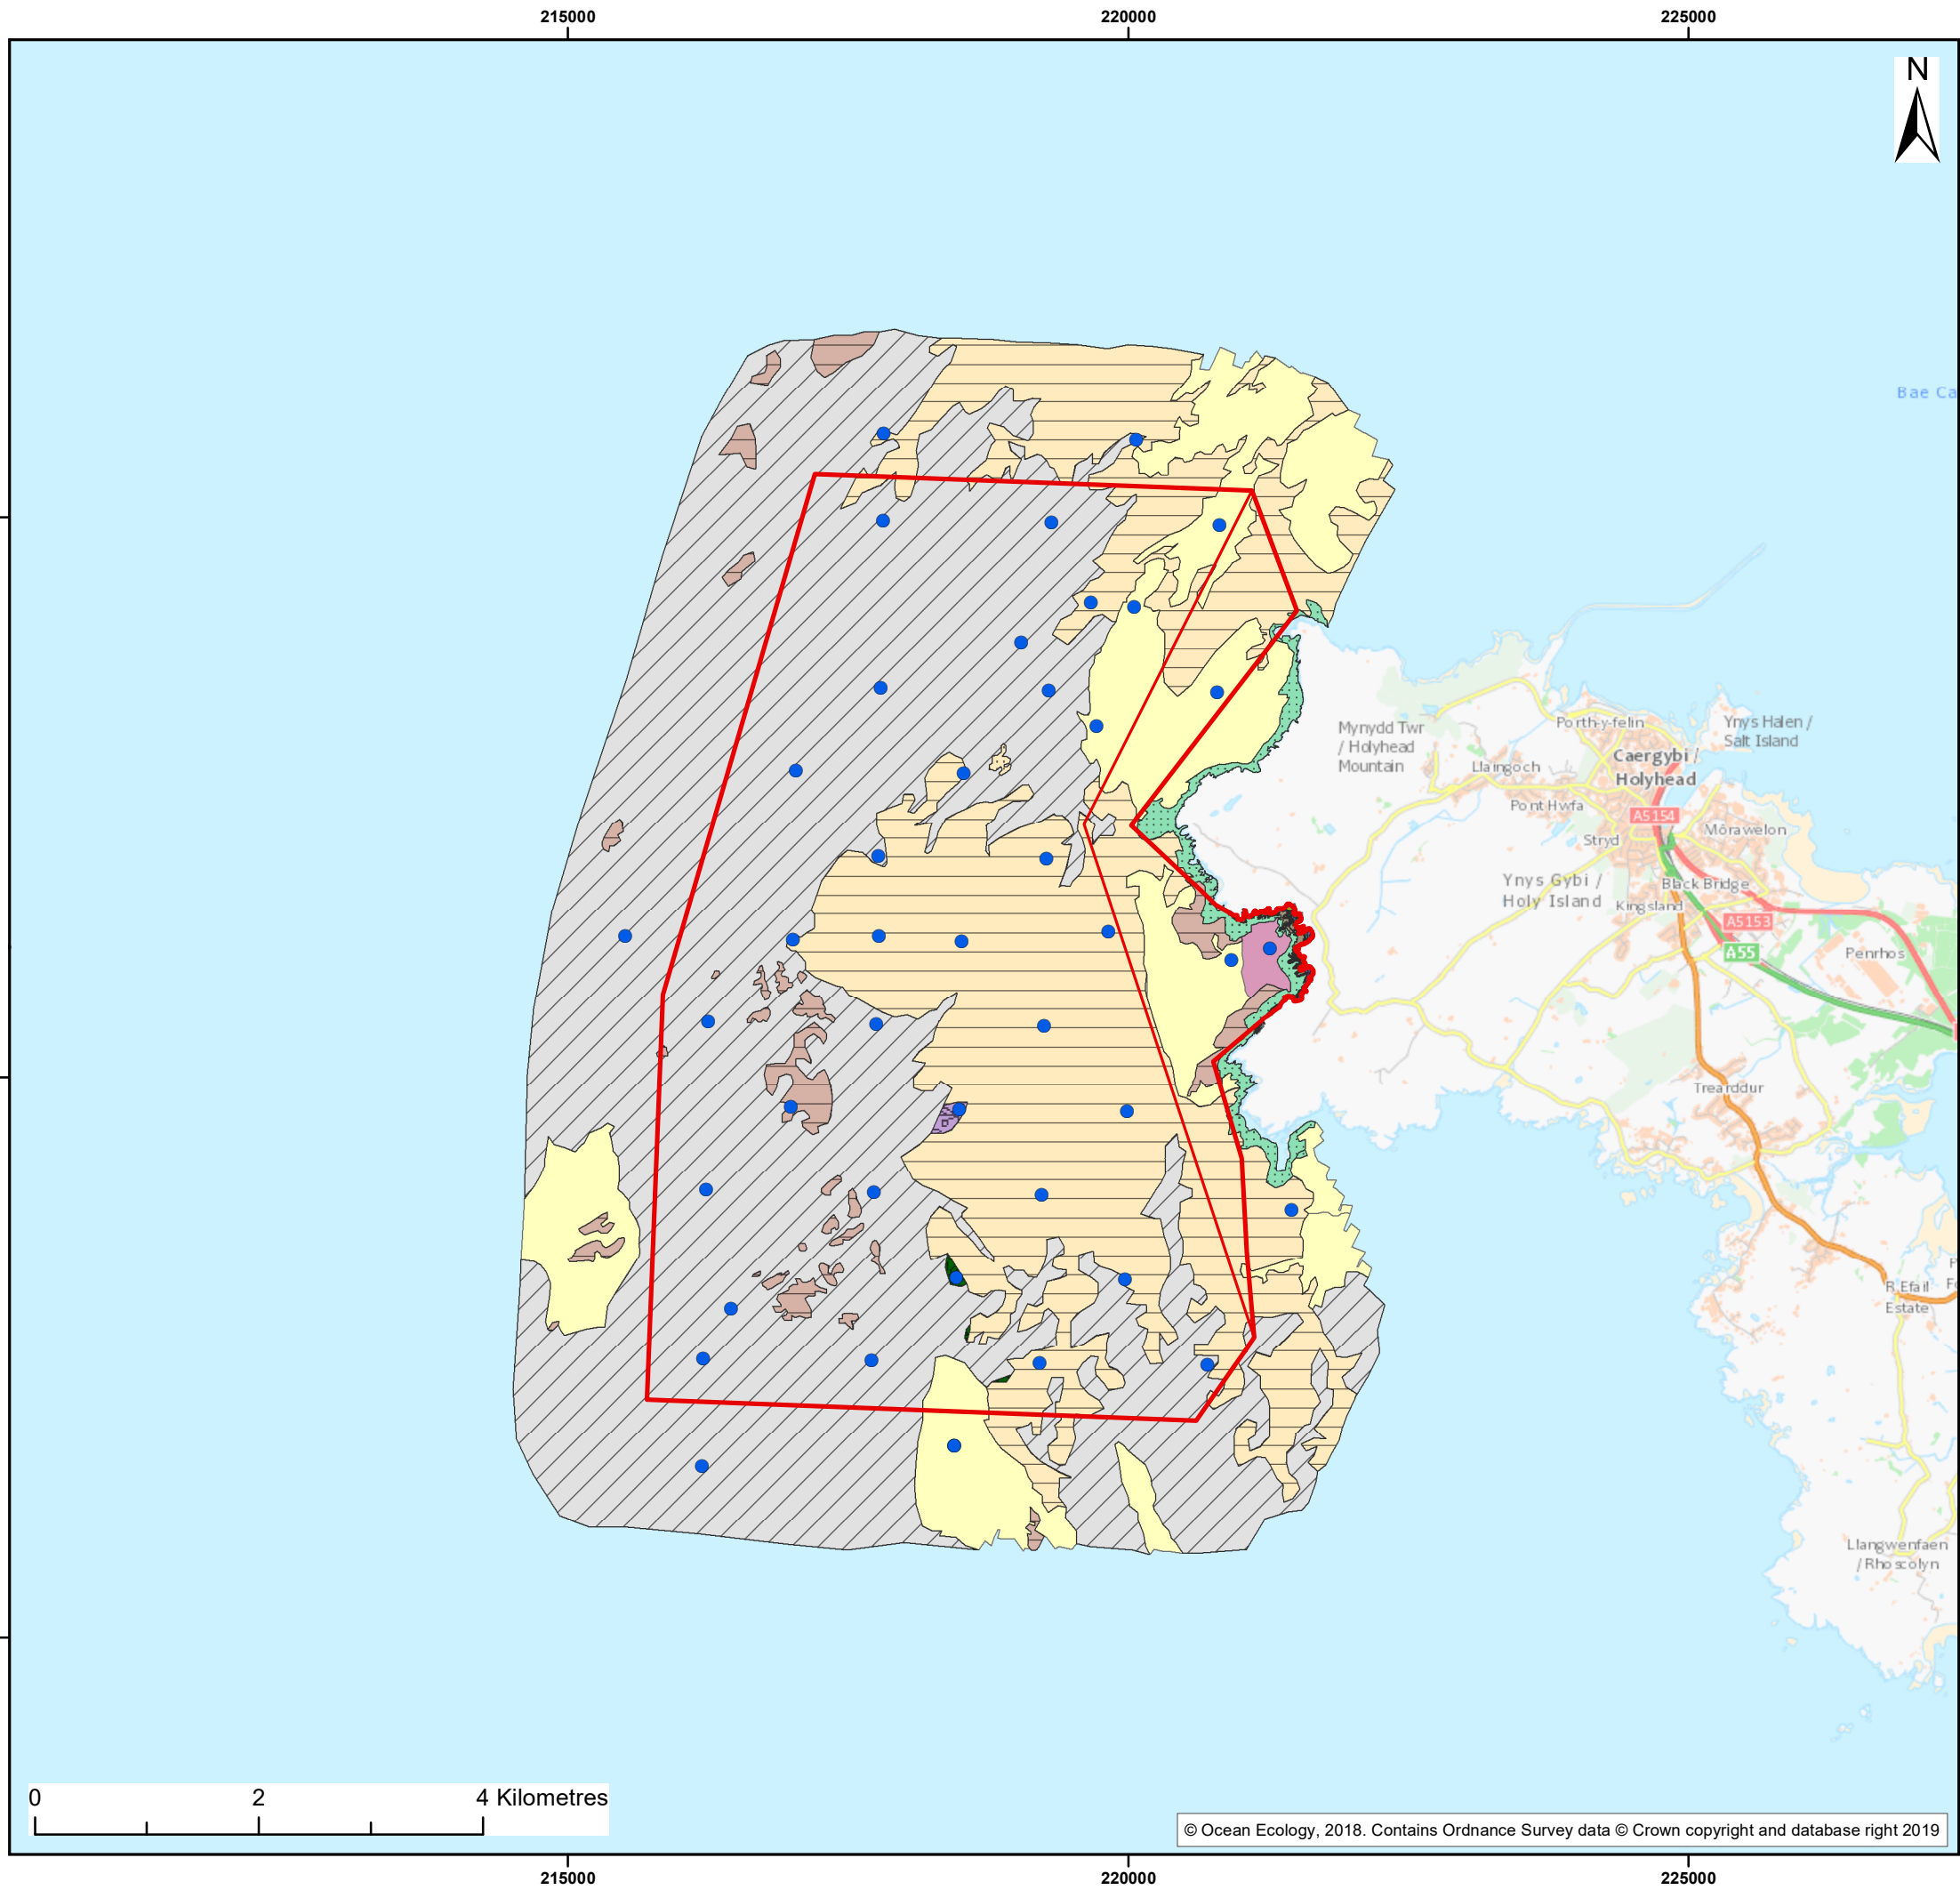 215000 220000 225000
N
Bae Ca
Mynydd Twr
/ Holyhead
Mountain
Porth-y-felin
Ynys Halen /
Salt Island
Caergybi /
Holyhead
Llaingoch
Pont Hwfa
A5154
Môrawelon
Stryd
Ynys Gybi /
Holy Island
Black Bridge
Kingsland
A5153
A55
Penrhos
Trearddur
R Efail
Estate
P
F
Llangwenfaen
/Rhoscolyn
0 2 4 Kilometres
© Ocean Ecology, 2018. Contains Ordnance Survey data © Crown copyright and database right 2019
215000 220000 225000